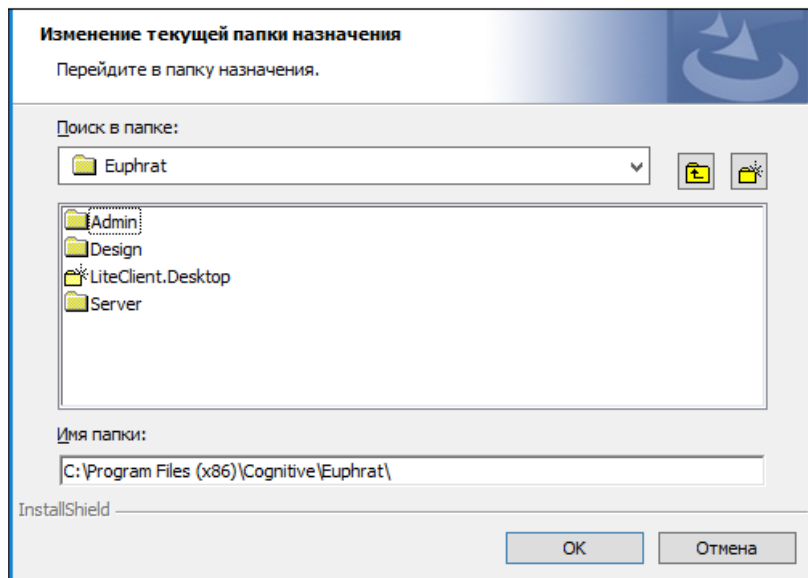 Изменение текущей папки назначения
Перейдите в папку назначения.
Поиск в папке:
Euphrat
Admin
Design
LiteClient.Desktop
Server
Имя папки:
C:\Program Files (x86)\Cognitive\Euphrat\
InstallShield
OK
Отмена